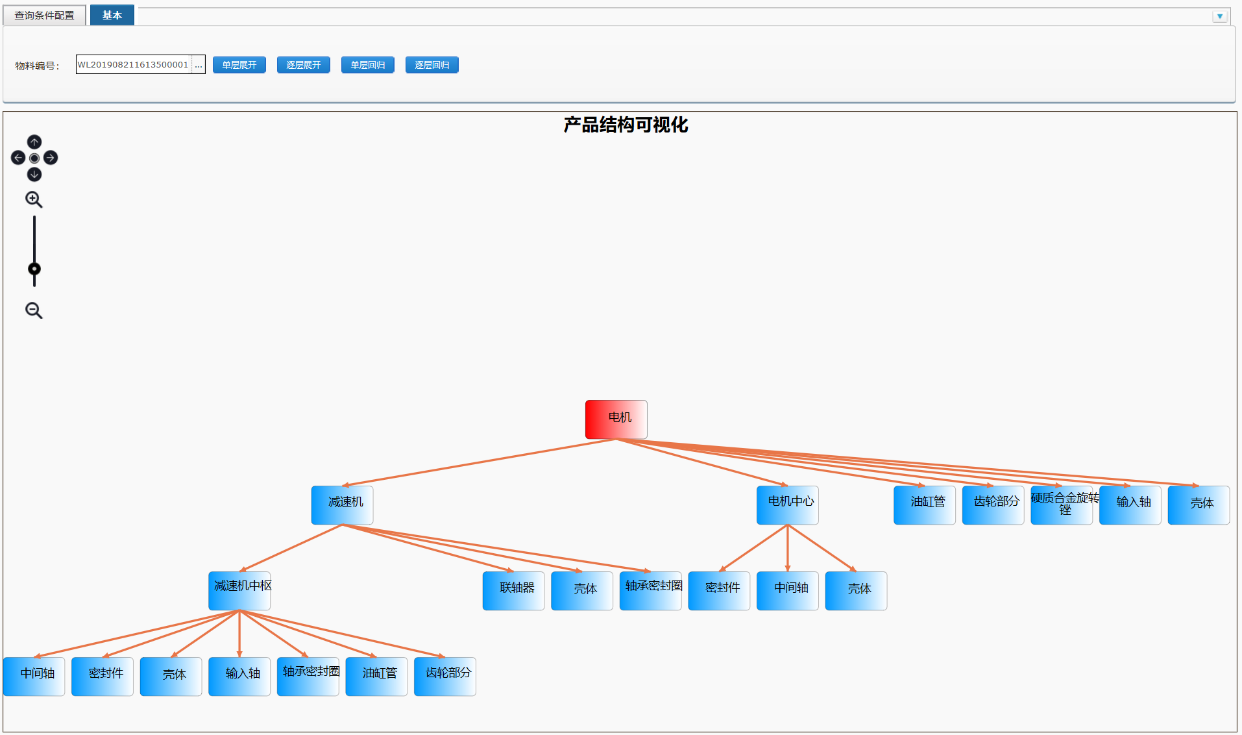 查询条件配置 基本
物料编号： WL201908211613500001 ... 单层展开 逐层展开 单层回归 逐层回归
产品结构可视化
电机
减速机 电机中心 油缸管 齿轮部分 硬质合金旋转
锉 输入轴 壳体
减速机中枢 联轴器 壳体 轴承密封圈 密封件 中间轴 壳体
中间轴 密封件 壳体 输入轴 轴承密封圈 油缸管 齿轮部分